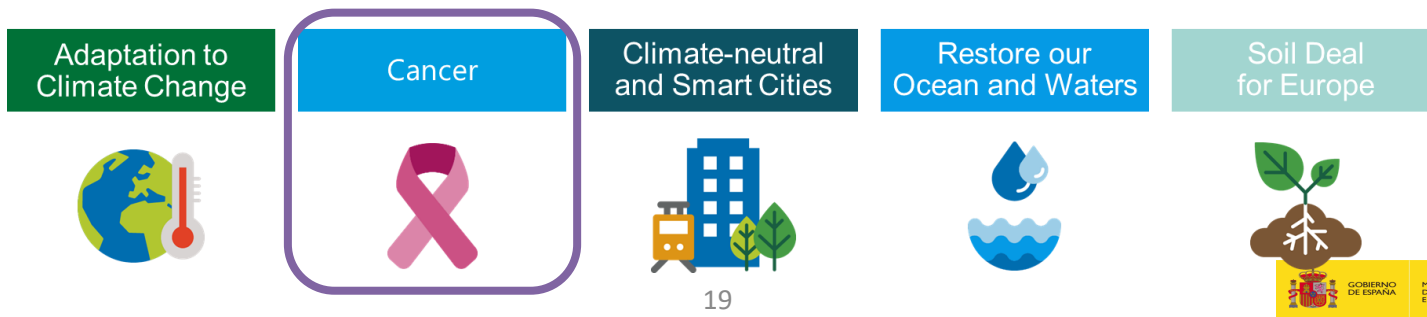 Adaptation to
Climate Change
Cancer
Climate-neutral
and Smart Cities
Restore our
Ocean and Waters
Soil Deal
for Europe
19
GOBIERNO
DE ESPAÑA